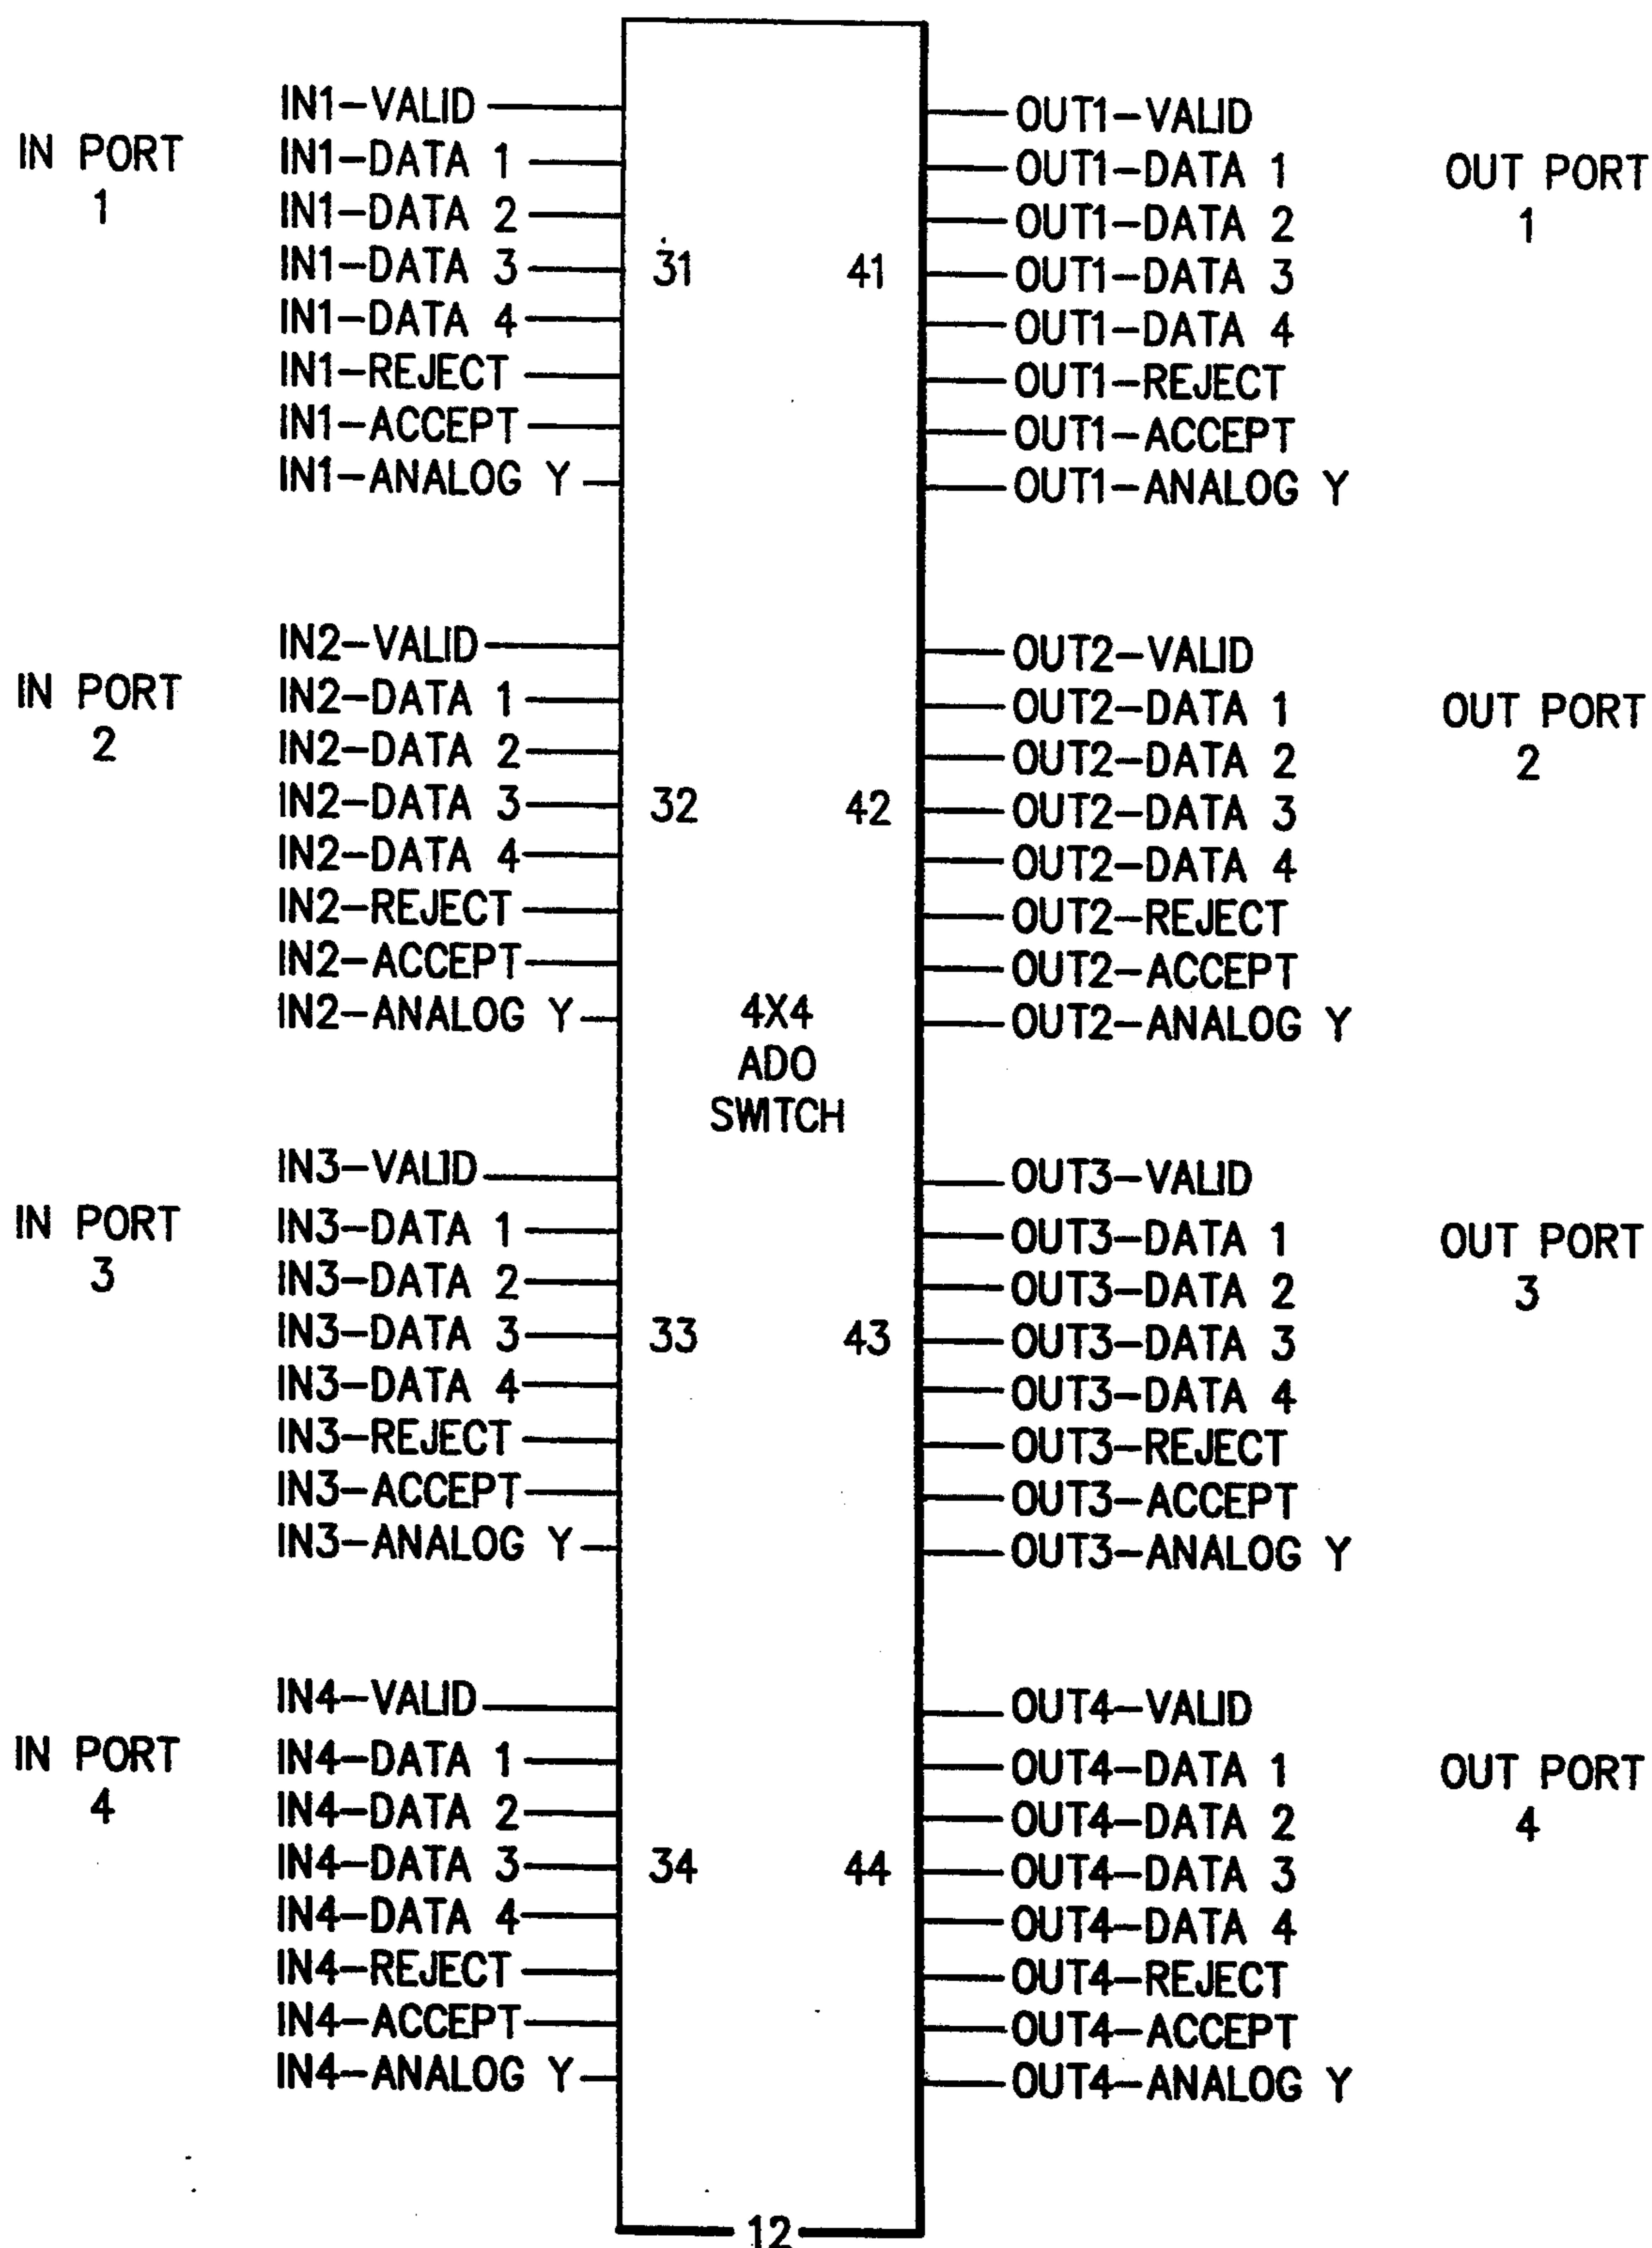 IN PORT
1
IN1-VALID
IN1-DATA 1
IN1-DATA 2
IN1-DATA 3
IN1-DATA 4
IN1-REJECT
IN1-ACCEPT
IN1-ANALOG Y
31
41
OUT1-VALID
OUT1-DATA 1
OUT1-DATA 2
OUT1-DATA 3
OUT1-DATA 4
OUT1-REJECT
OUT1-ACCEPT
OUT1-ANALOG Y
OUT PORT
1
IN PORT
2
IN2-VALID
IN2-DATA 1
IN2-DATA 2
IN2-DATA 3
IN2-DATA 4
IN2-REJECT
IN2-ACCEPT
IN2-ANALOG Y
32
42
OUT2-VALID
OUT2-DATA 1
OUT2-DATA 2
OUT2-DATA 3
OUT2-DATA 4
OUT2-REJECT
OUT2-ACCEPT
OUT2-ANALOG Y
OUT PORT
2
4X4
ADO
SWITCH
IN PORT
3
IN3-VALID
IN3-DATA 1
IN3-DATA 2
IN3-DATA 3
IN3-DATA 4
IN3-REJECT
IN3-ACCEPT
IN3-ANALOG Y
33
43
OUT3-VALID
OUT3-DATA 1
OUT3-DATA 2
OUT3-DATA 3
OUT3-DATA 4
OUT3-REJECT
OUT3-ACCEPT
OUT3-ANALOG Y
OUT PORT
3
IN PORT
4
IN4-VALID
IN4-DATA 1
IN4-DATA 2
IN4-DATA 3
IN4-DATA 4
IN4-REJECT
IN4-ACCEPT
IN4-ANALOG Y
34
44
OUT4-VALID
OUT4-DATA 1
OUT4-DATA 2
OUT4-DATA 3
OUT4-DATA 4
OUT4-REJECT
OUT4-ACCEPT
OUT4-ANALOG Y
OUT PORT
4
12